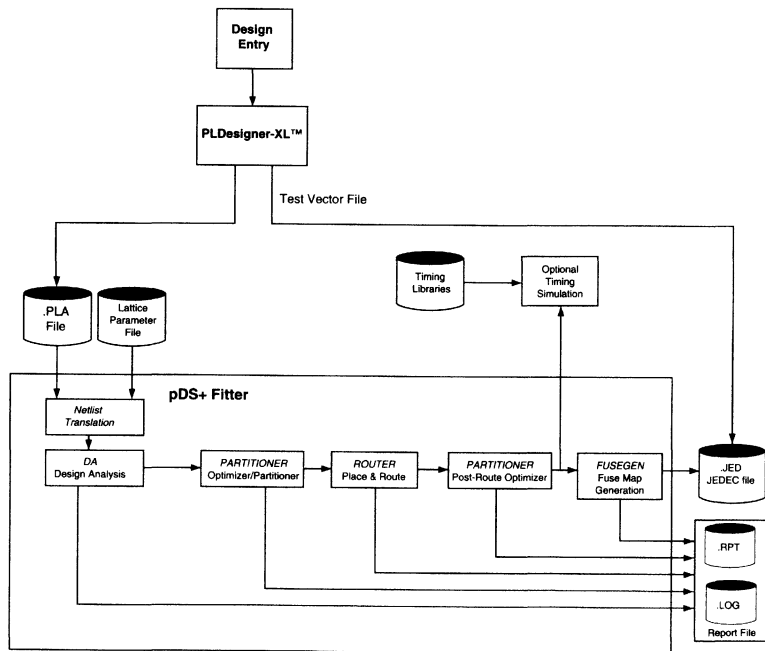 Design
Entry
PLDesigner-XL™
Test Vector File
.PLA
File
Lattice
Parameter
File
Timing
Libraries
Optional
Timing
Simulation
pDS+ Fitter
Netlist
Translation
DA
Design Analysis
PARTITIONER
Optimizer/Partitioner
ROUTER
Place & Route
PARTITIONER
Post-Route Optimizer
FUSEGEN
Fuse Map
Generation
.JED
JEDEC file
.RPT
.LOG
Report File